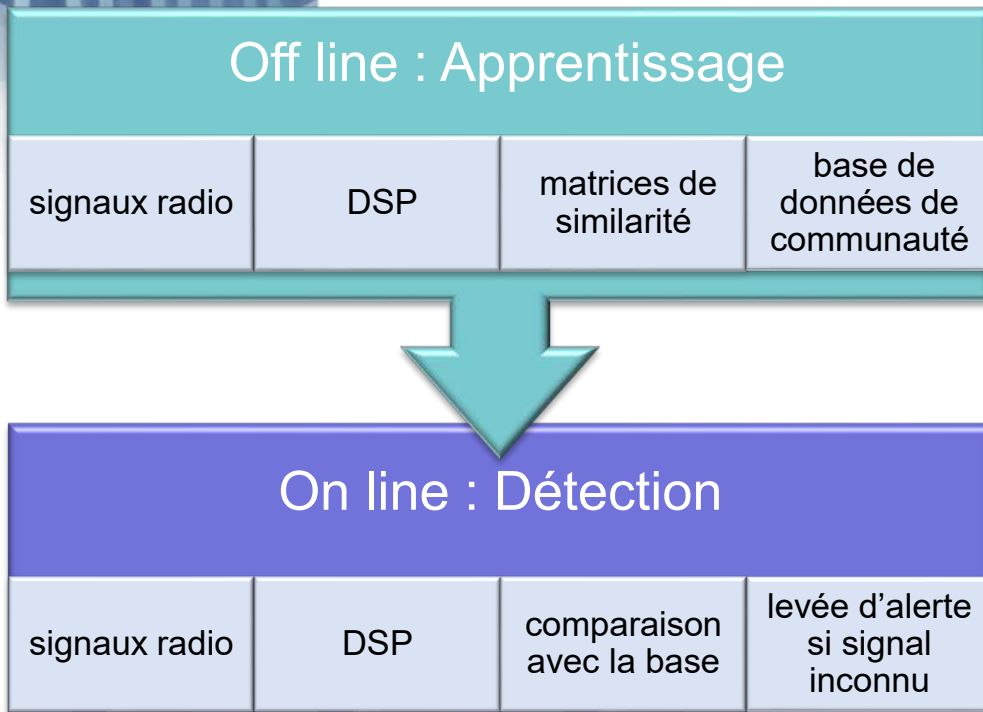 Off line : Apprentissage
signaux radio
DSP
matrices de
similarité
base de
données de
communauté
On line : Détection
signaux radio
DSP
comparaison
avec la base
levée d’alerte
si signal
inconnu